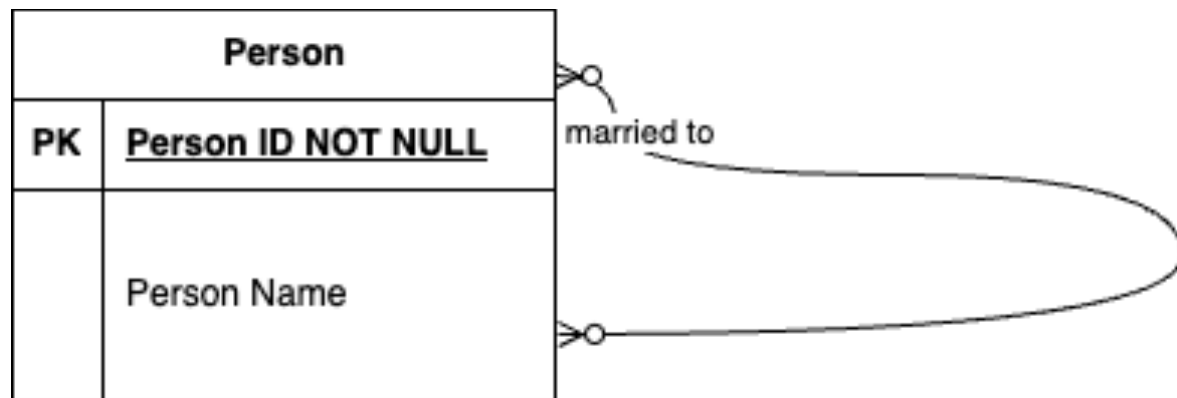 Person
PK Person ID NOT NULL
married to
Person Name